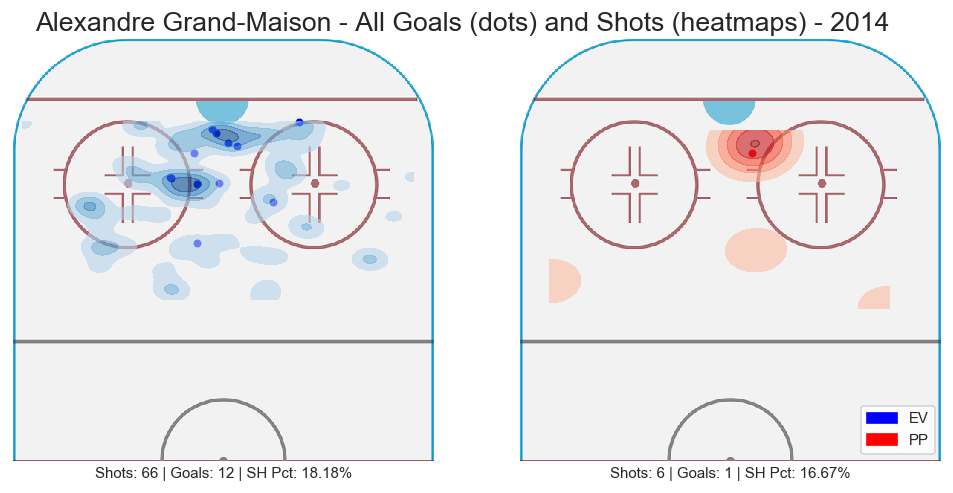 Alexandre Grand-Maison - All Goals (dots) and Shots (heatmaps) - 2014
EV
PP
Shots: 66 | Goals: 12 | SH Pct: 18.18%
Shots: 6 | Goals: 1 | SH Pct: 16.67%